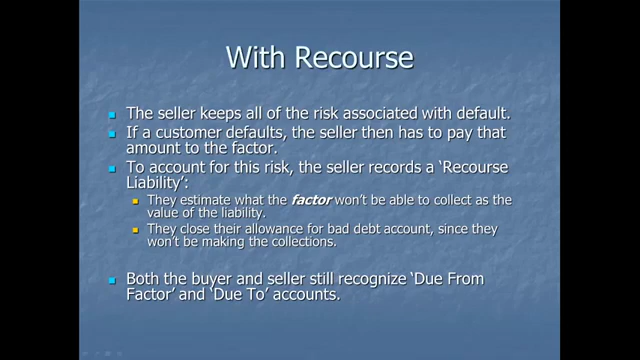 With Recourse
The seller keeps all of the risk associated with default.
If a customer defaults, the seller then has to pay that
amount to the factor.
To account for this risk, the seller records a ‘Recourse
Liability’:
They estimate what the factor won’t be able to collect as the
value of the liability.
They close their allowance for bad debt account, since they
won’t be making the collections.
Both the buyer and seller still recognize ‘Due From
Factor’ and ‘Due To’ accounts.